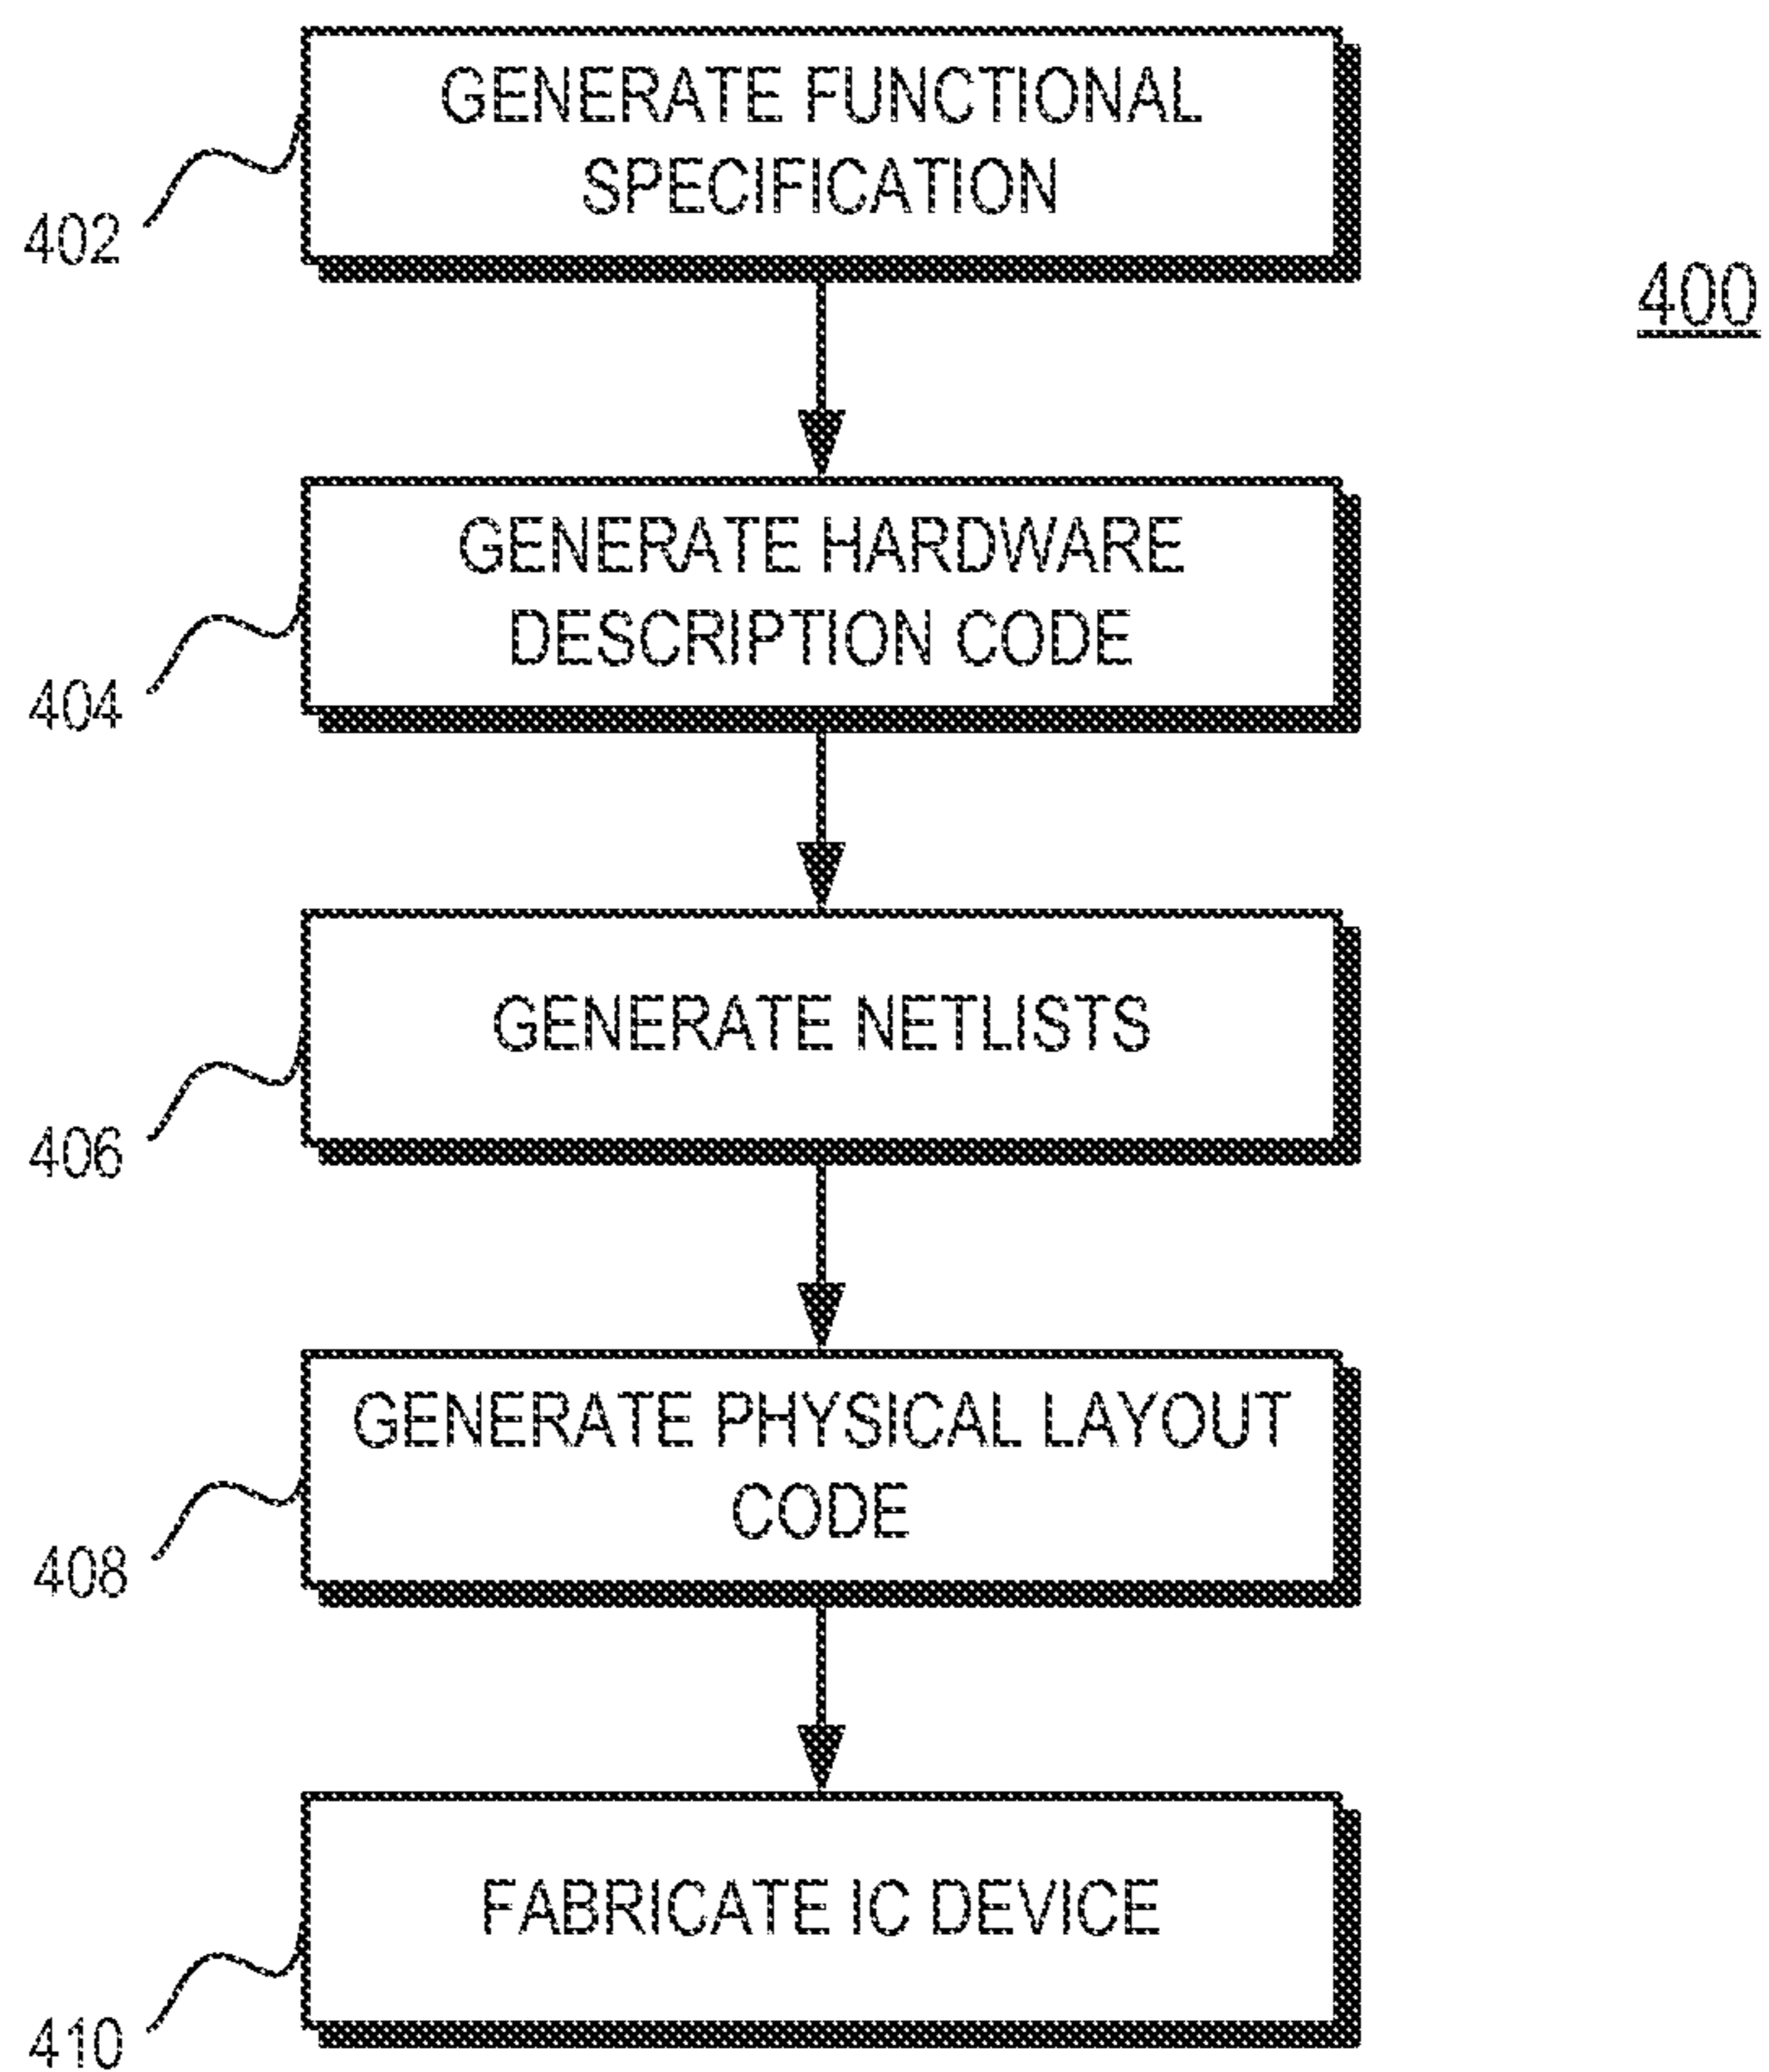 GENERATE FUNCTIONAL
SPECIFICATION
402
400
GENERATE HARDWARE
DESCRIPTION CODE
404
GENERATE NETLISTS
406
GENERATE PHYSICAL LAYOUT
CODE
408
FABRICATE IC DEVICE
410